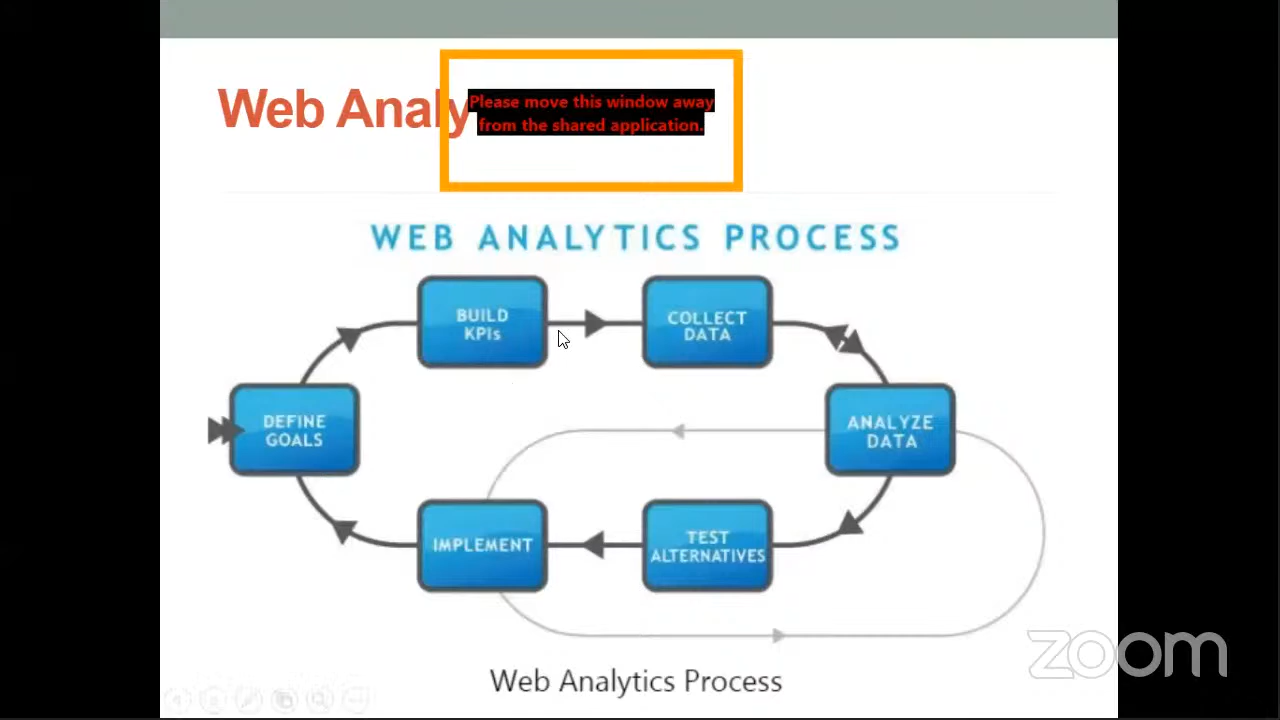 Web Analy
Please move this window away
from the shared application.
WEB ANALYTICS PROCESS
BUILD
KPIs
COLLECT
DATA
DEFINE
GOALS
ANALYZE
DATA
IMPLEMENT
TEST
ALTERNATIVES
zoom
Web Analytics Process